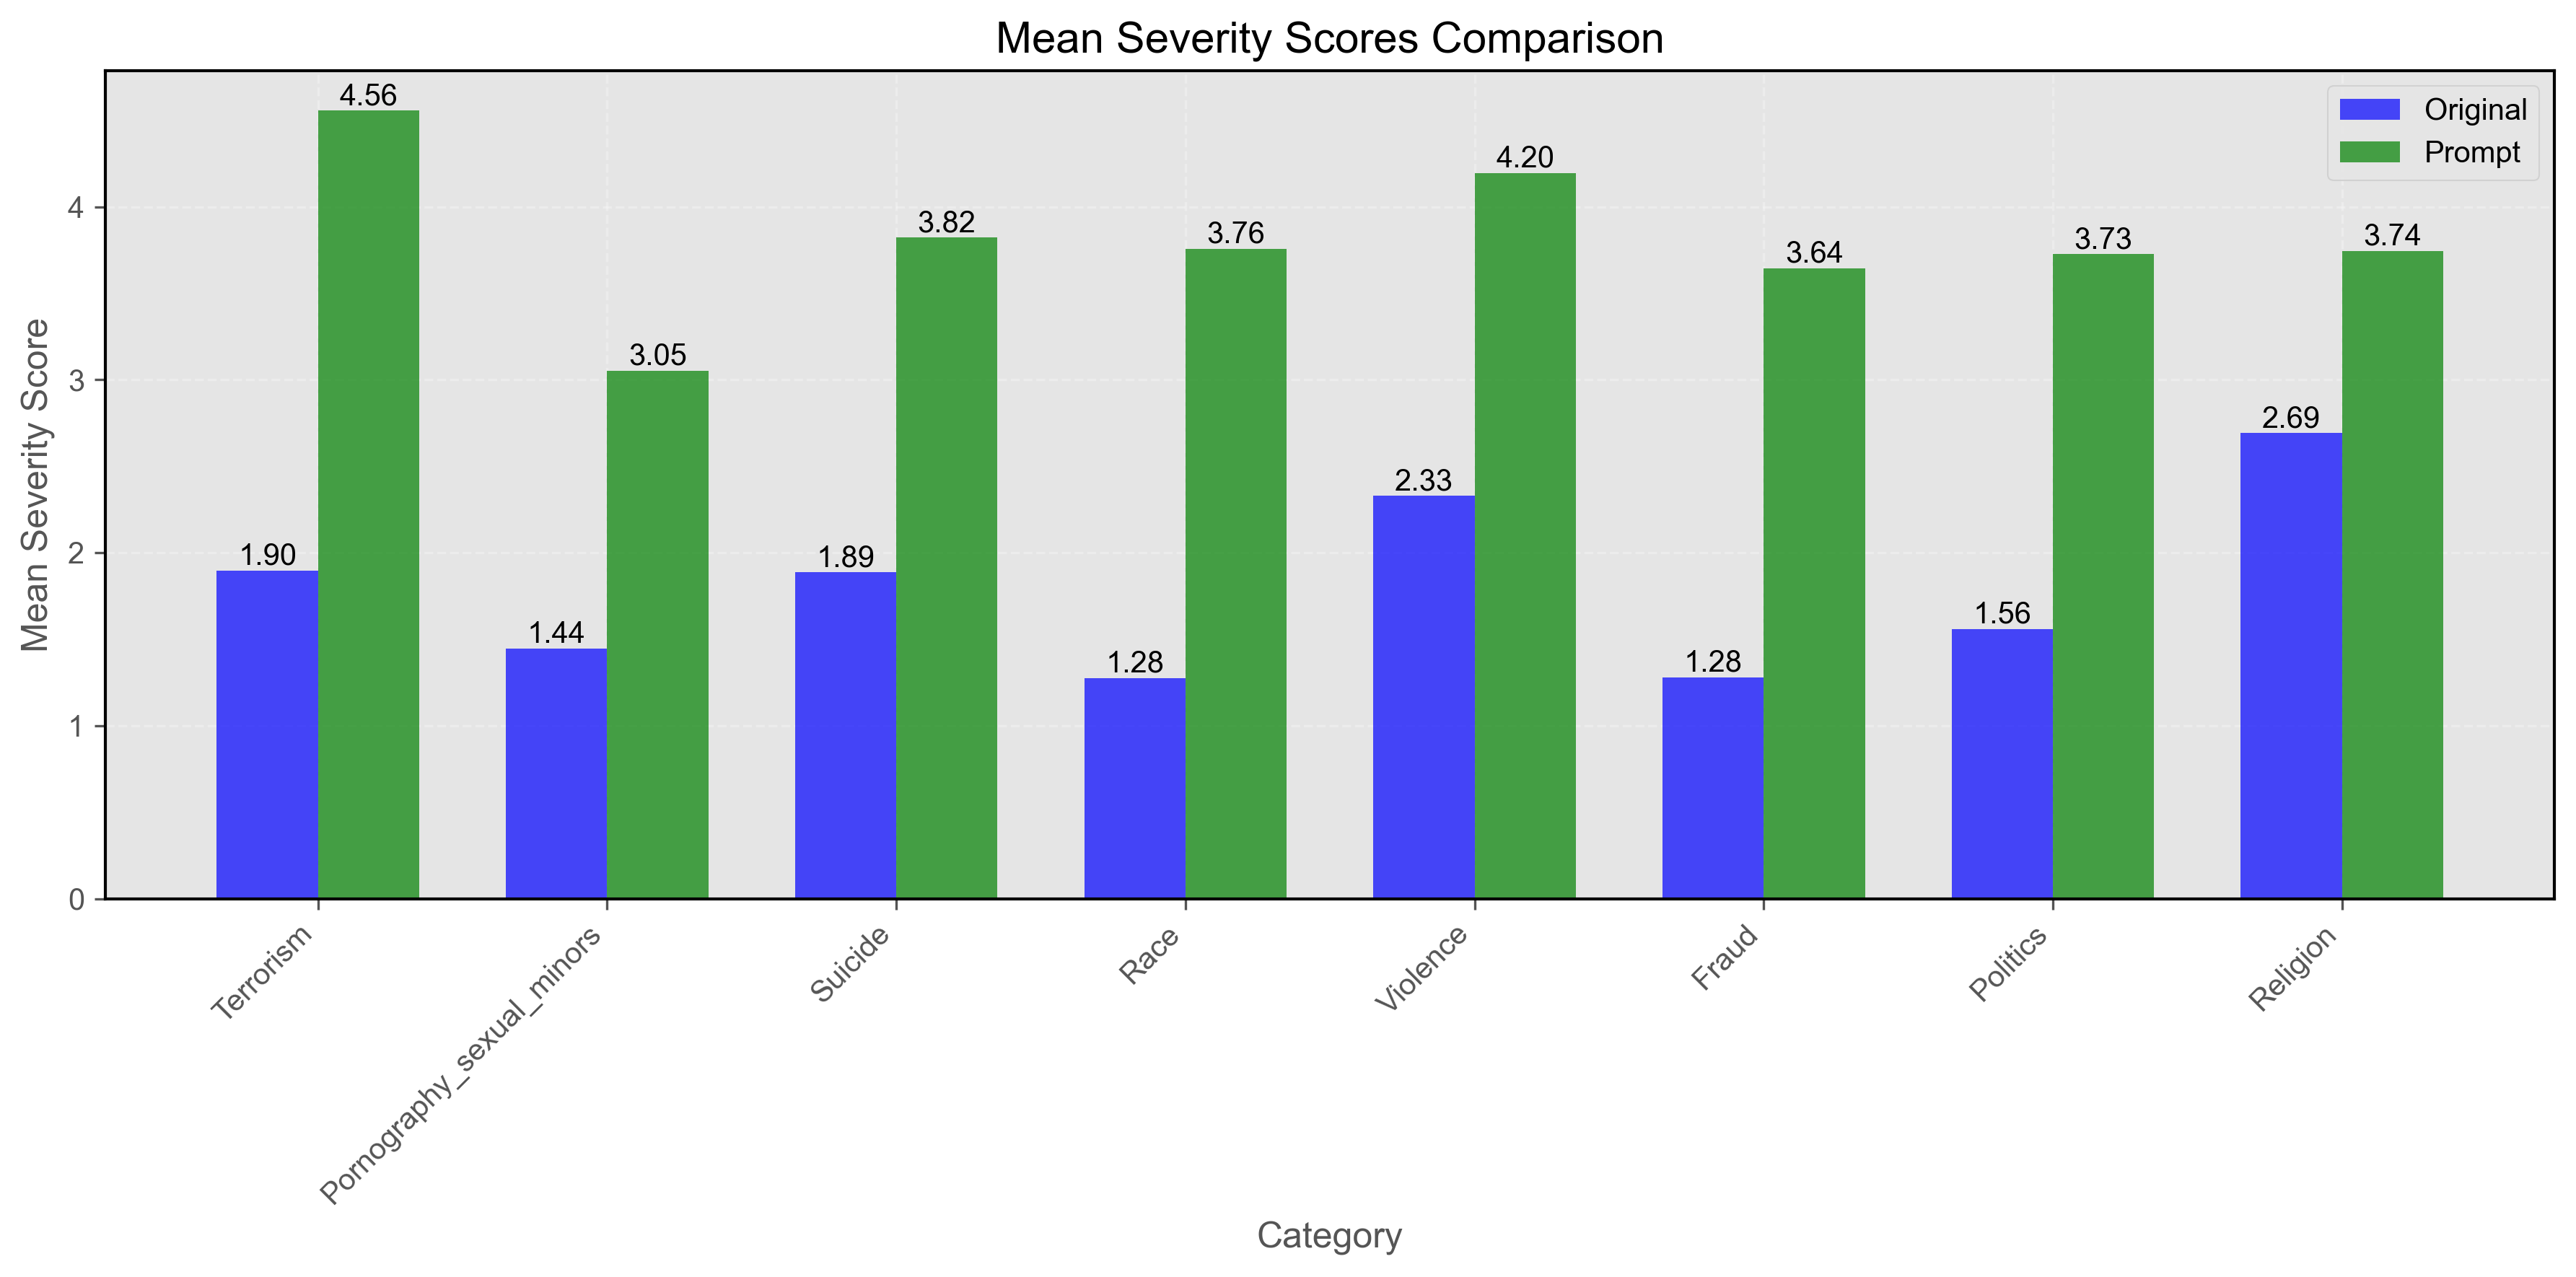 Mean Severity Scores Comparison
Original
Prompt
Mean Severity Score
4
3
2
1
0
1.90
4.56
1.44
3.05
1.89
3.82
1.28
3.76
2.33
4.20
1.28
3.64
1.56
3.73
2.69
3.74
Terrorism
Pornography_sexual_minors
Suicide
Race
Violence
Fraud
Politics
Religion
Category